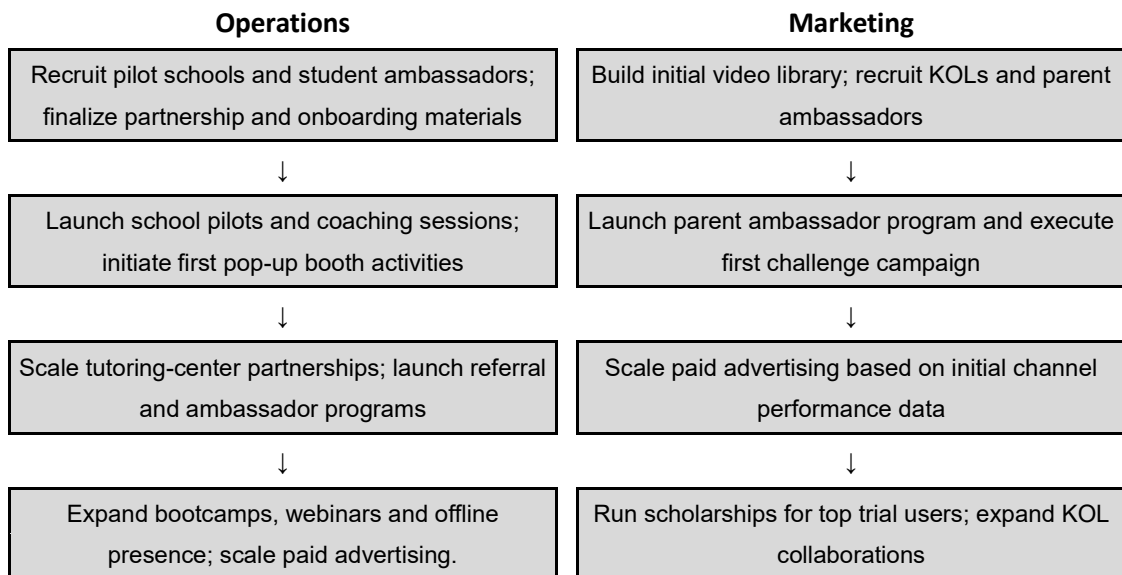 Operations
Recruit pilot schools and student ambassadors;
finalize partnership and onboarding materials
↓
Launch school pilots and coaching sessions;
initiate first pop-up booth activities
↓
Scale tutoring-center partnerships; launch referral
and ambassador programs
↓
Expand bootcamps, webinars and offline
presence; scale paid advertising.
Marketing
Build initial video library; recruit KOLs and parent
ambassadors
↓
Launch parent ambassador program and execute
first challenge campaign
↓
Scale paid advertising based on initial channel
performance data
↓
Run scholarships for top trial users; expand KOL
collaborations